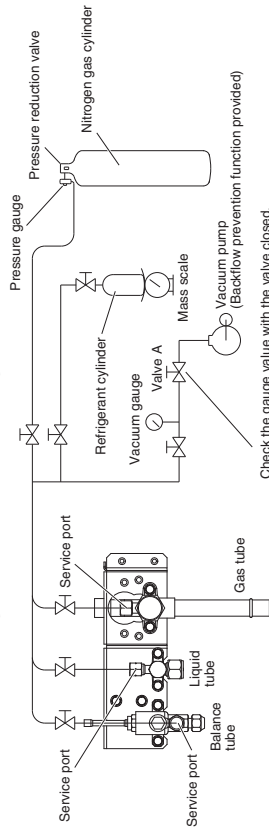 Pressure reduction valve
Pressure gauge
Nitrogen gas cylinder
Refrigerant cylinder
Mass scale
Vacuum gauge
Valve A
Vacuum pump
(Backflow prevention function provided)
Check the gauge value with the valve closed
Service port
Service port
Gas tube
Liquid
tube
Balance
tube
Service port